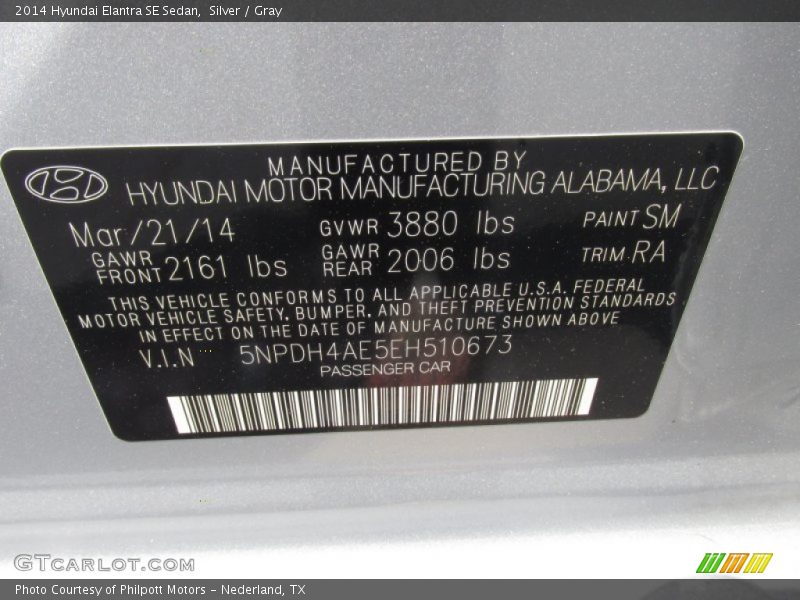 2014 Hyundai Elantra SE Sedan, Silver / Gray
MANUFACTURED BY
HYUNDAI MOTOR MANUFACTURING ALABAMA, LLC
Mar/21/14 GVWR 3880 lbs PAINT SM
GAWR FRONT 2161 lbs GAWR REAR 2006 lbs TRIM: RA
THIS VEHICLE CONFORMS TO ALL APPLICABLE U.S.A. FEDERAL
MOTOR VEHICLE SAFETY, BUMPER, AND THEFT PREVENTION STANDARDS
IN EFFECT ON THE DATE OF MANUFACTURE SHOWN ABOVE
V.I.N 5NPDH4AE5EH510673
PASSENGER CAR
GTCARLOT.COM
Photo Courtesy of Philpott Motors - Nederland, TX